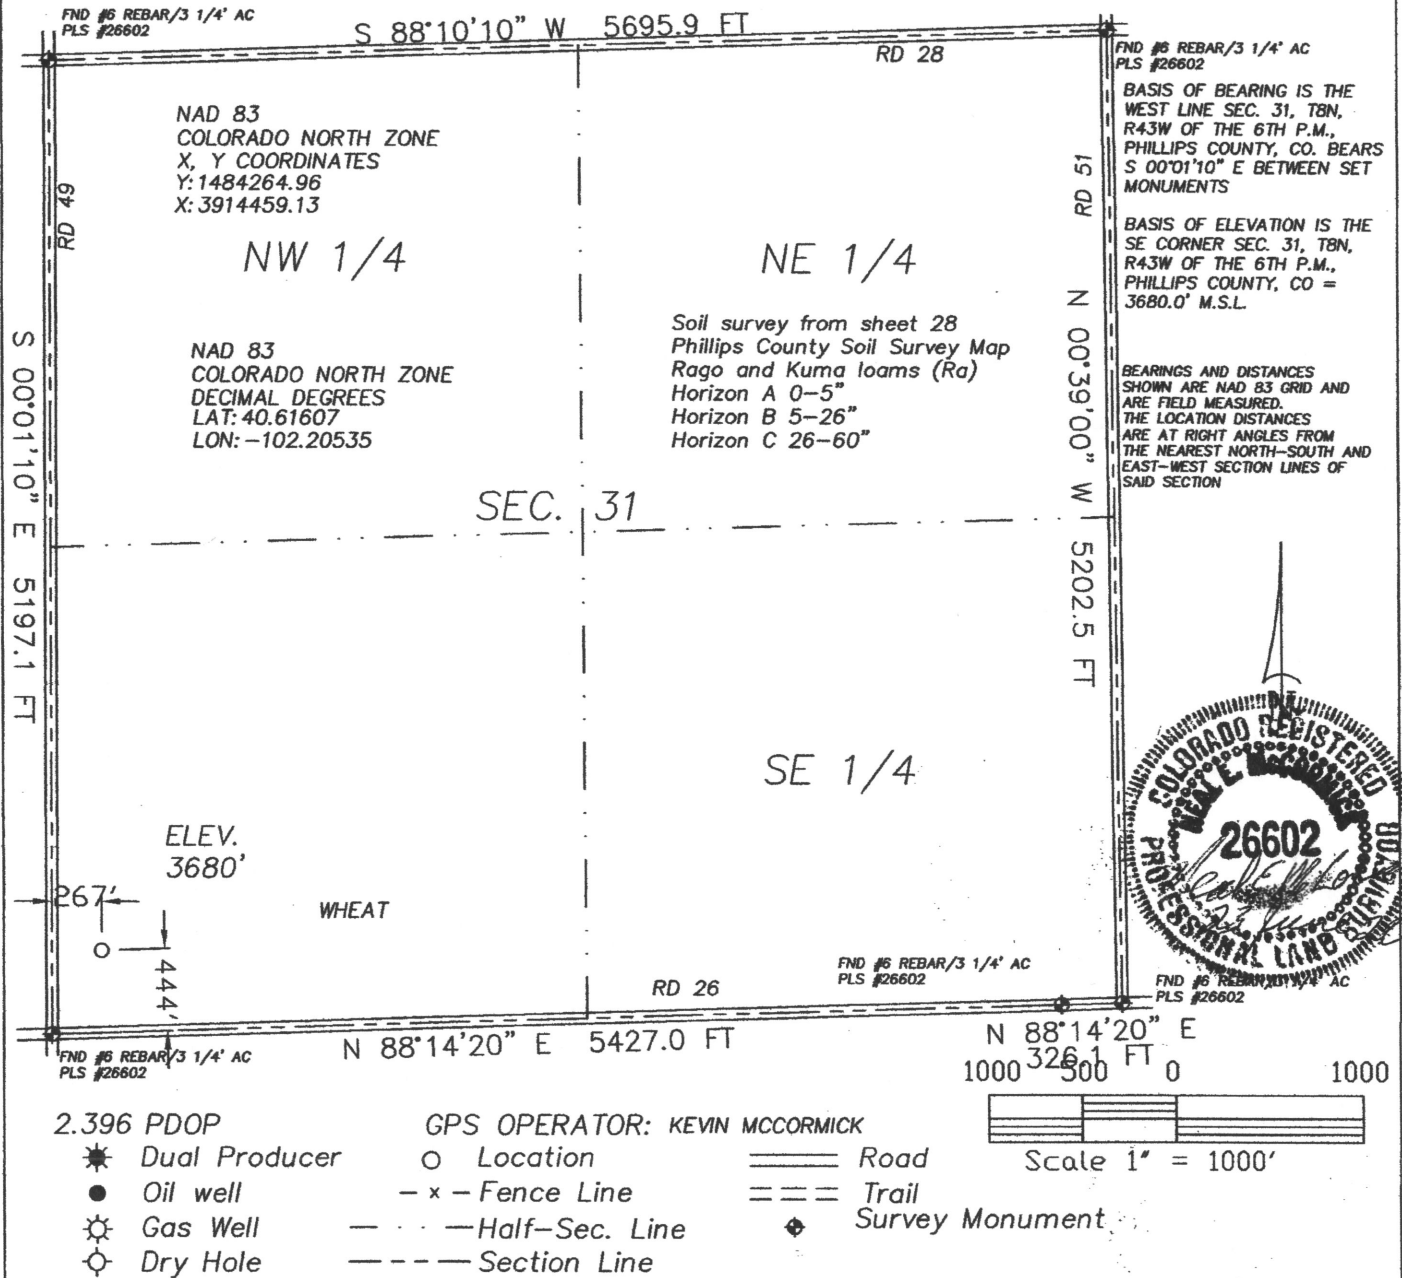 FND #6 REBAR/3 1/4' AC
PLS #26602
S 88°10'10" W 5695.9 FT
RD 28
FND #6 REBAR/3 1/4' AC
PLS #26602
BASIS OF BEARING IS THE
WEST LINE SEC. 31, T8N,
R43W OF THE 6TH P.M.,
PHILLIPS COUNTY, CO. BEARS
S 00°01'10" E BETWEEN SET
MONUMENTS
BASIS OF ELEVATION IS THE
SE CORNER SEC. 31, T8N,
R43W OF THE 6TH P.M.,
PHILLIPS COUNTY, CO =
3680.0' M.S.L.
BEARINGS AND DISTANCES
SHOWN ARE NAD 83 GRID AND
ARE FIELD MEASURED.
THE LOCATION DISTANCES
ARE AT RIGHT ANGLES FROM
THE NEAREST NORTH-SOUTH AND
EAST-WEST SECTION LINES OF
SAID SECTION
NAD 83
COLORADO NORTH ZONE
X, Y COORDINATES
Y: 1484264.96
X: 3914459.13
RD 49
RD 51
NW 1/4
NE 1/4
NAD 83
COLORADO NORTH ZONE
DECIMAL DEGREES
LAT: 40.61607
LON: -102.20535
Soil survey from sheet 28
Phillips County Soil Survey Map
Rago and Kuma loams (Ra)
Horizon A 0-5"
Horizon B 5-26"
Horizon C 26-60"
S 00°01'10" E 5197.1 FT
N 00°39'00" W 5202.5 FT
SEC. 31
SE 1/4
COLORADO REGISTERED
NEAL E. McCORMICK
26602
PROFESSIONAL LAND SURVEYOR
ELEV.
3680'
267'
WHEAT
444'
FND #6 REBAR/3 1/4' AC
PLS #26602
RD 26
FND #6 REBAR/3 1/4' AC
PLS #26602
FND #6 REBAR/3 1/4' AC
PLS #26602
N 88°14'20" E 5427.0 FT
N 88°14'20" E
326.1 FT
1000 500 0 1000
Scale 1" = 1000'
2.396 PDOP
GPS OPERATOR: KEVIN MCCORMICK
Dual Producer
Location
Road
Oil well
- x - Fence Line
Trail
Gas Well
Half-Sec. Line
Survey Monument
Dry Hole
Section Line